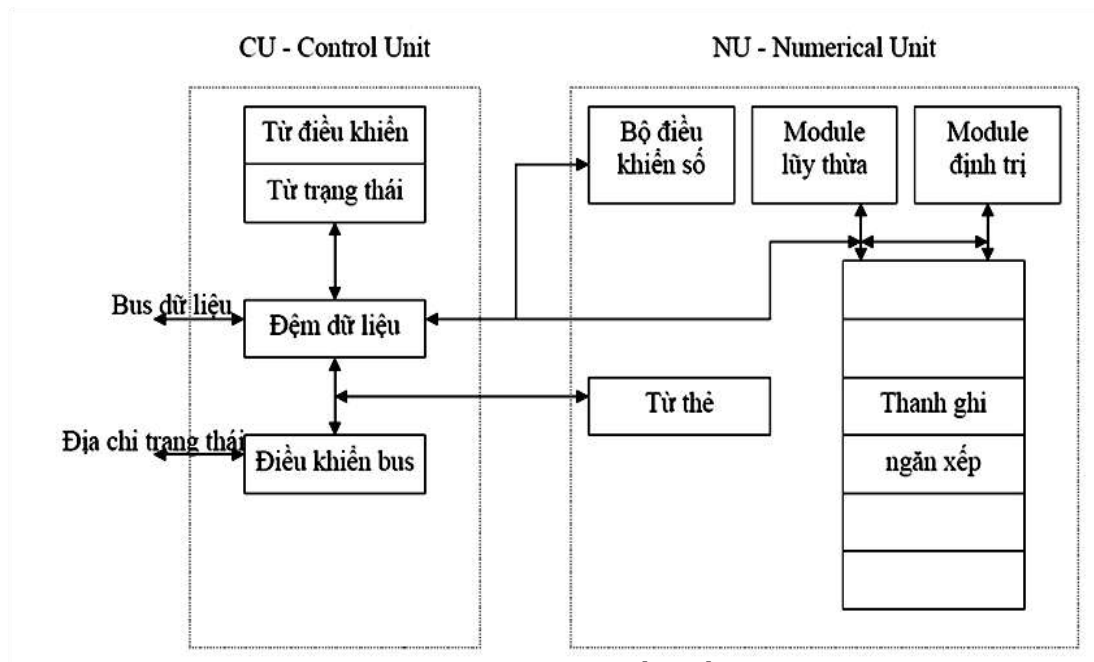 CU - Control Unit
NU - Numerical Unit
Từ điều khiển
Từ trạng thái
Bộ điều
khiển số
Module
lũy thừa
Module
định trị
Bus dữ liệu
Đệm dữ liệu
Từ thẻ
Thanh ghi
ngăn xếp
Địa chi trang thái
Điều khiển bus